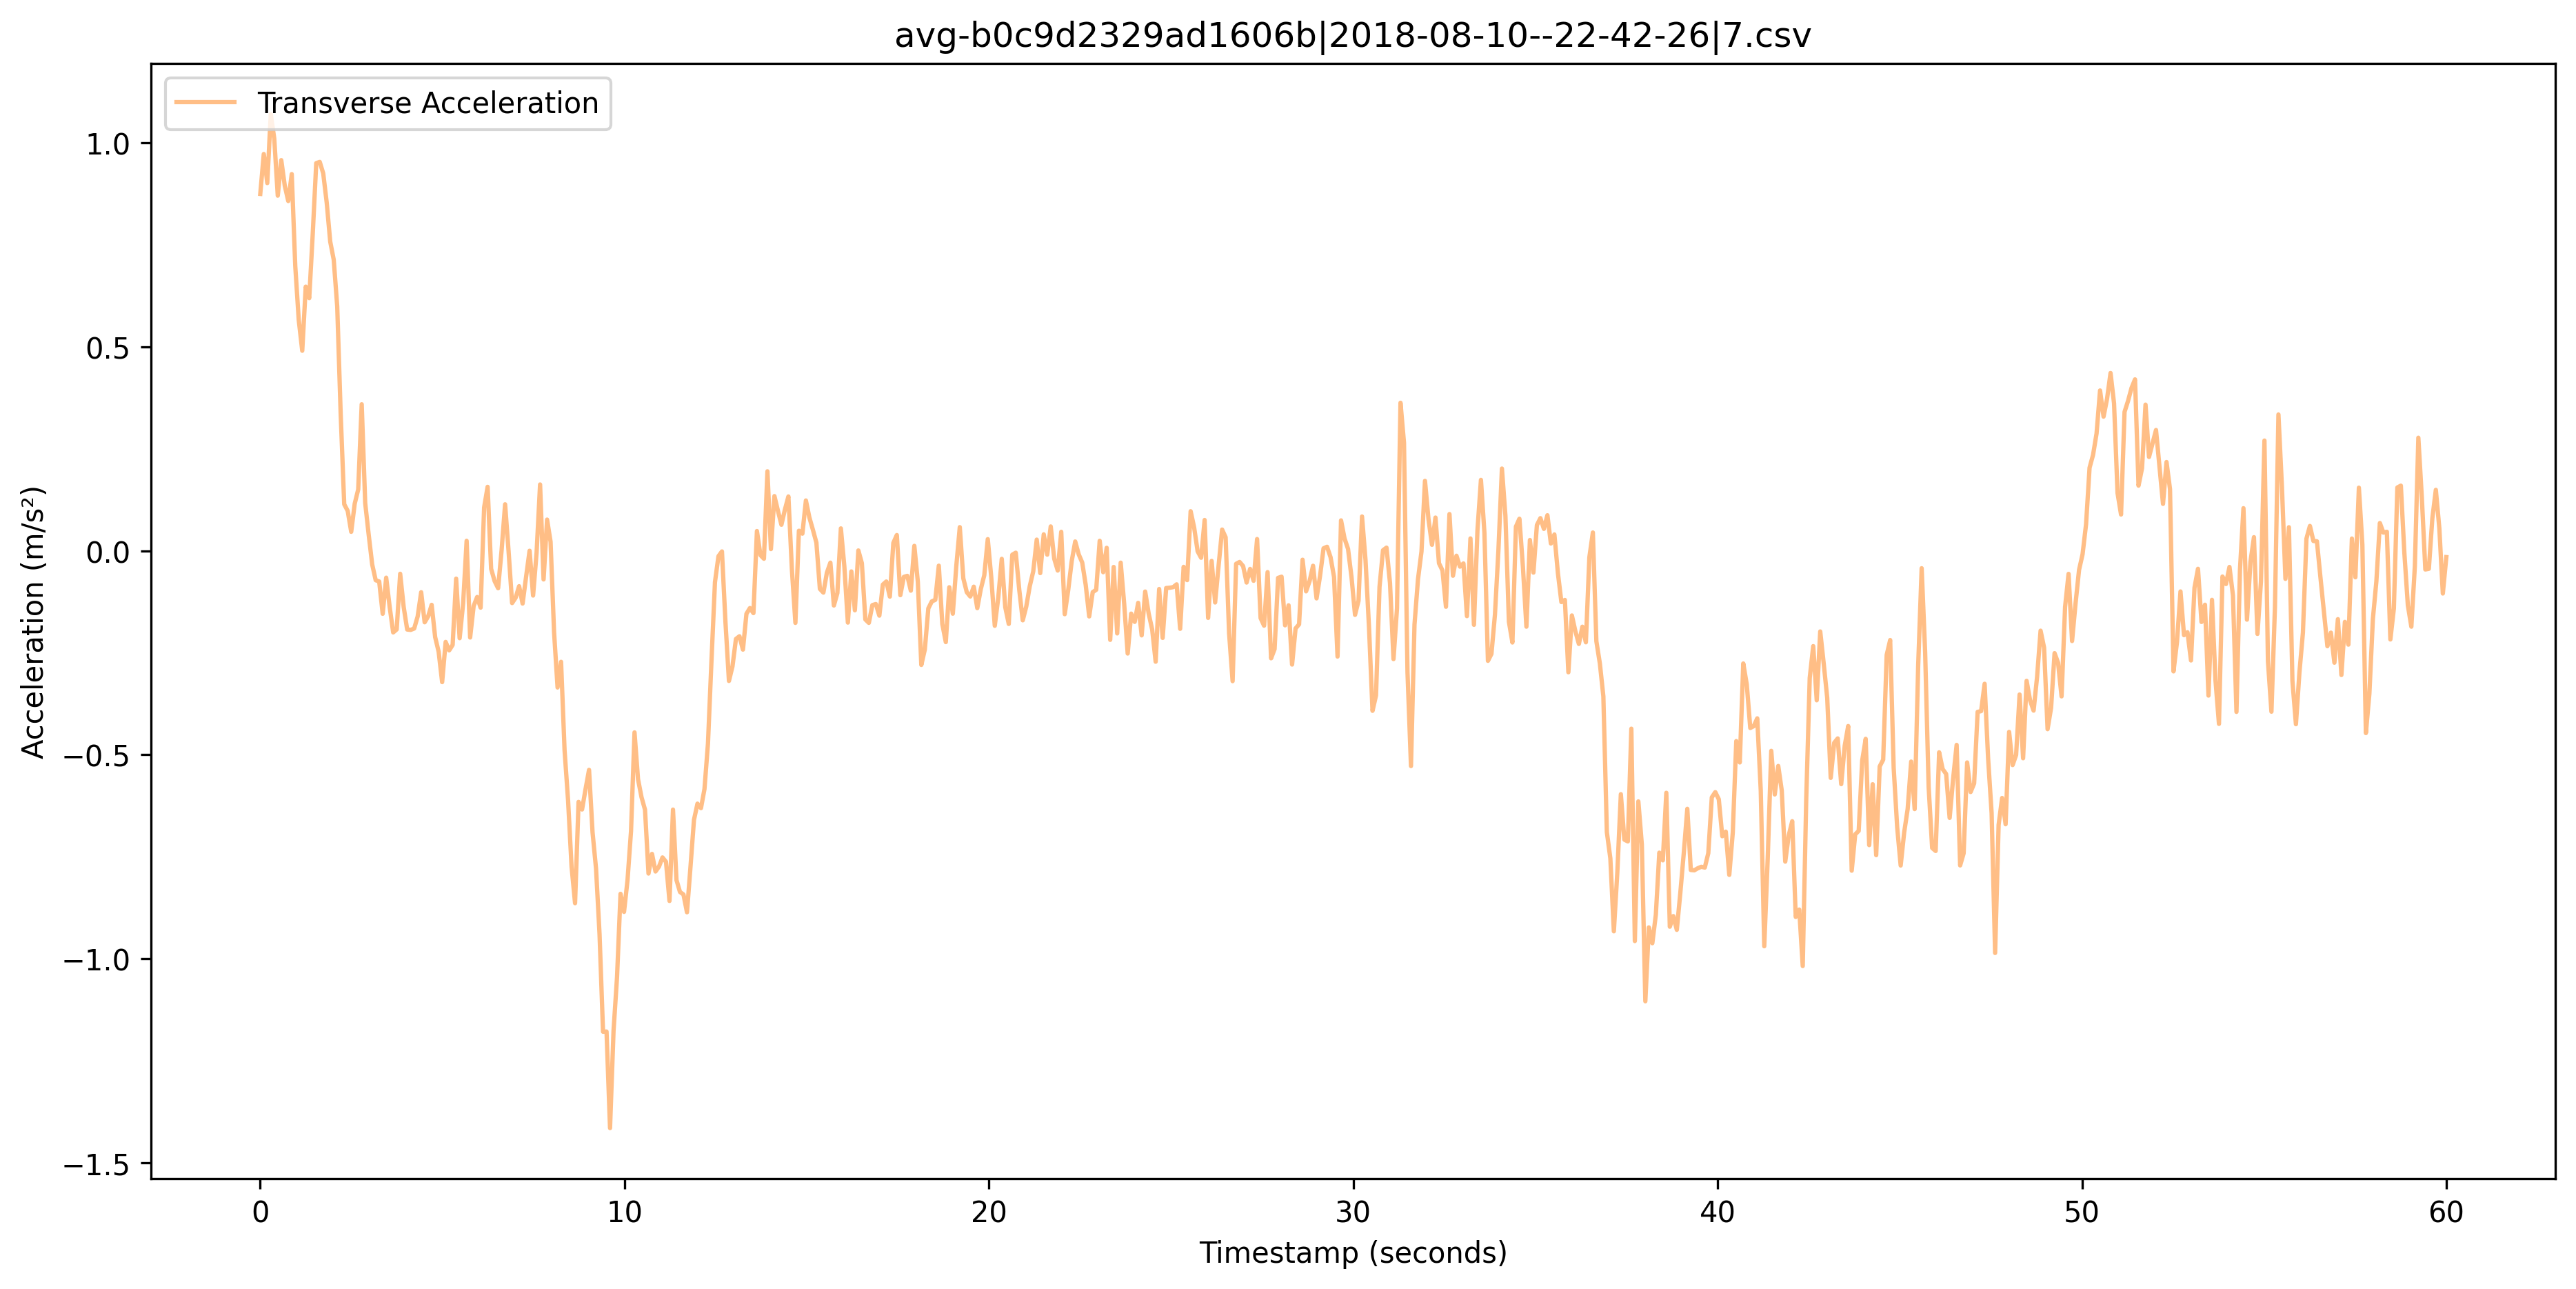 avg-b0c9d2329ad1606b|2018-08-10--22-42-26|7.csv
Transverse Acceleration
Acceleration (m/s²)
1.0
0.5
0.0
−0.5
−1.0
−1.5
0 10 20 30 40 50 60
Timestamp (seconds)